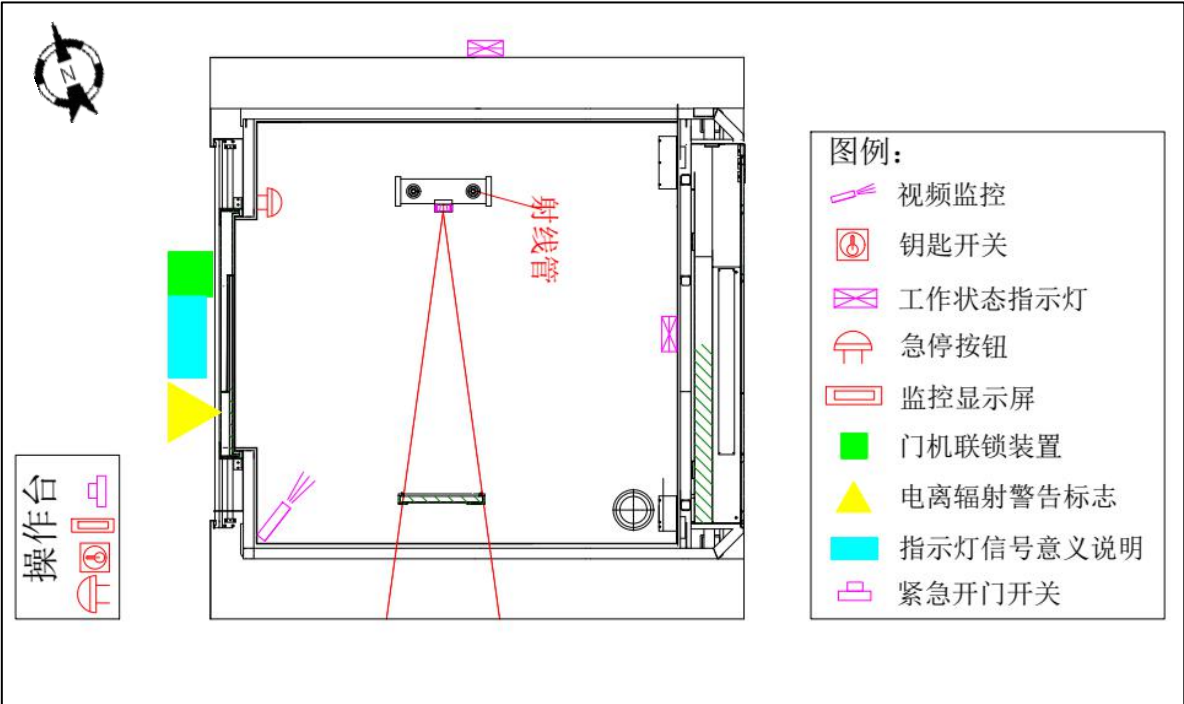 N
射线管
操作台
图例：
视频监控
钥匙开关
工作状态指示灯
急停按钮
监控显示屏
门机联锁装置
电离辐射警告标志
指示灯信号意义说明
紧急开门开关